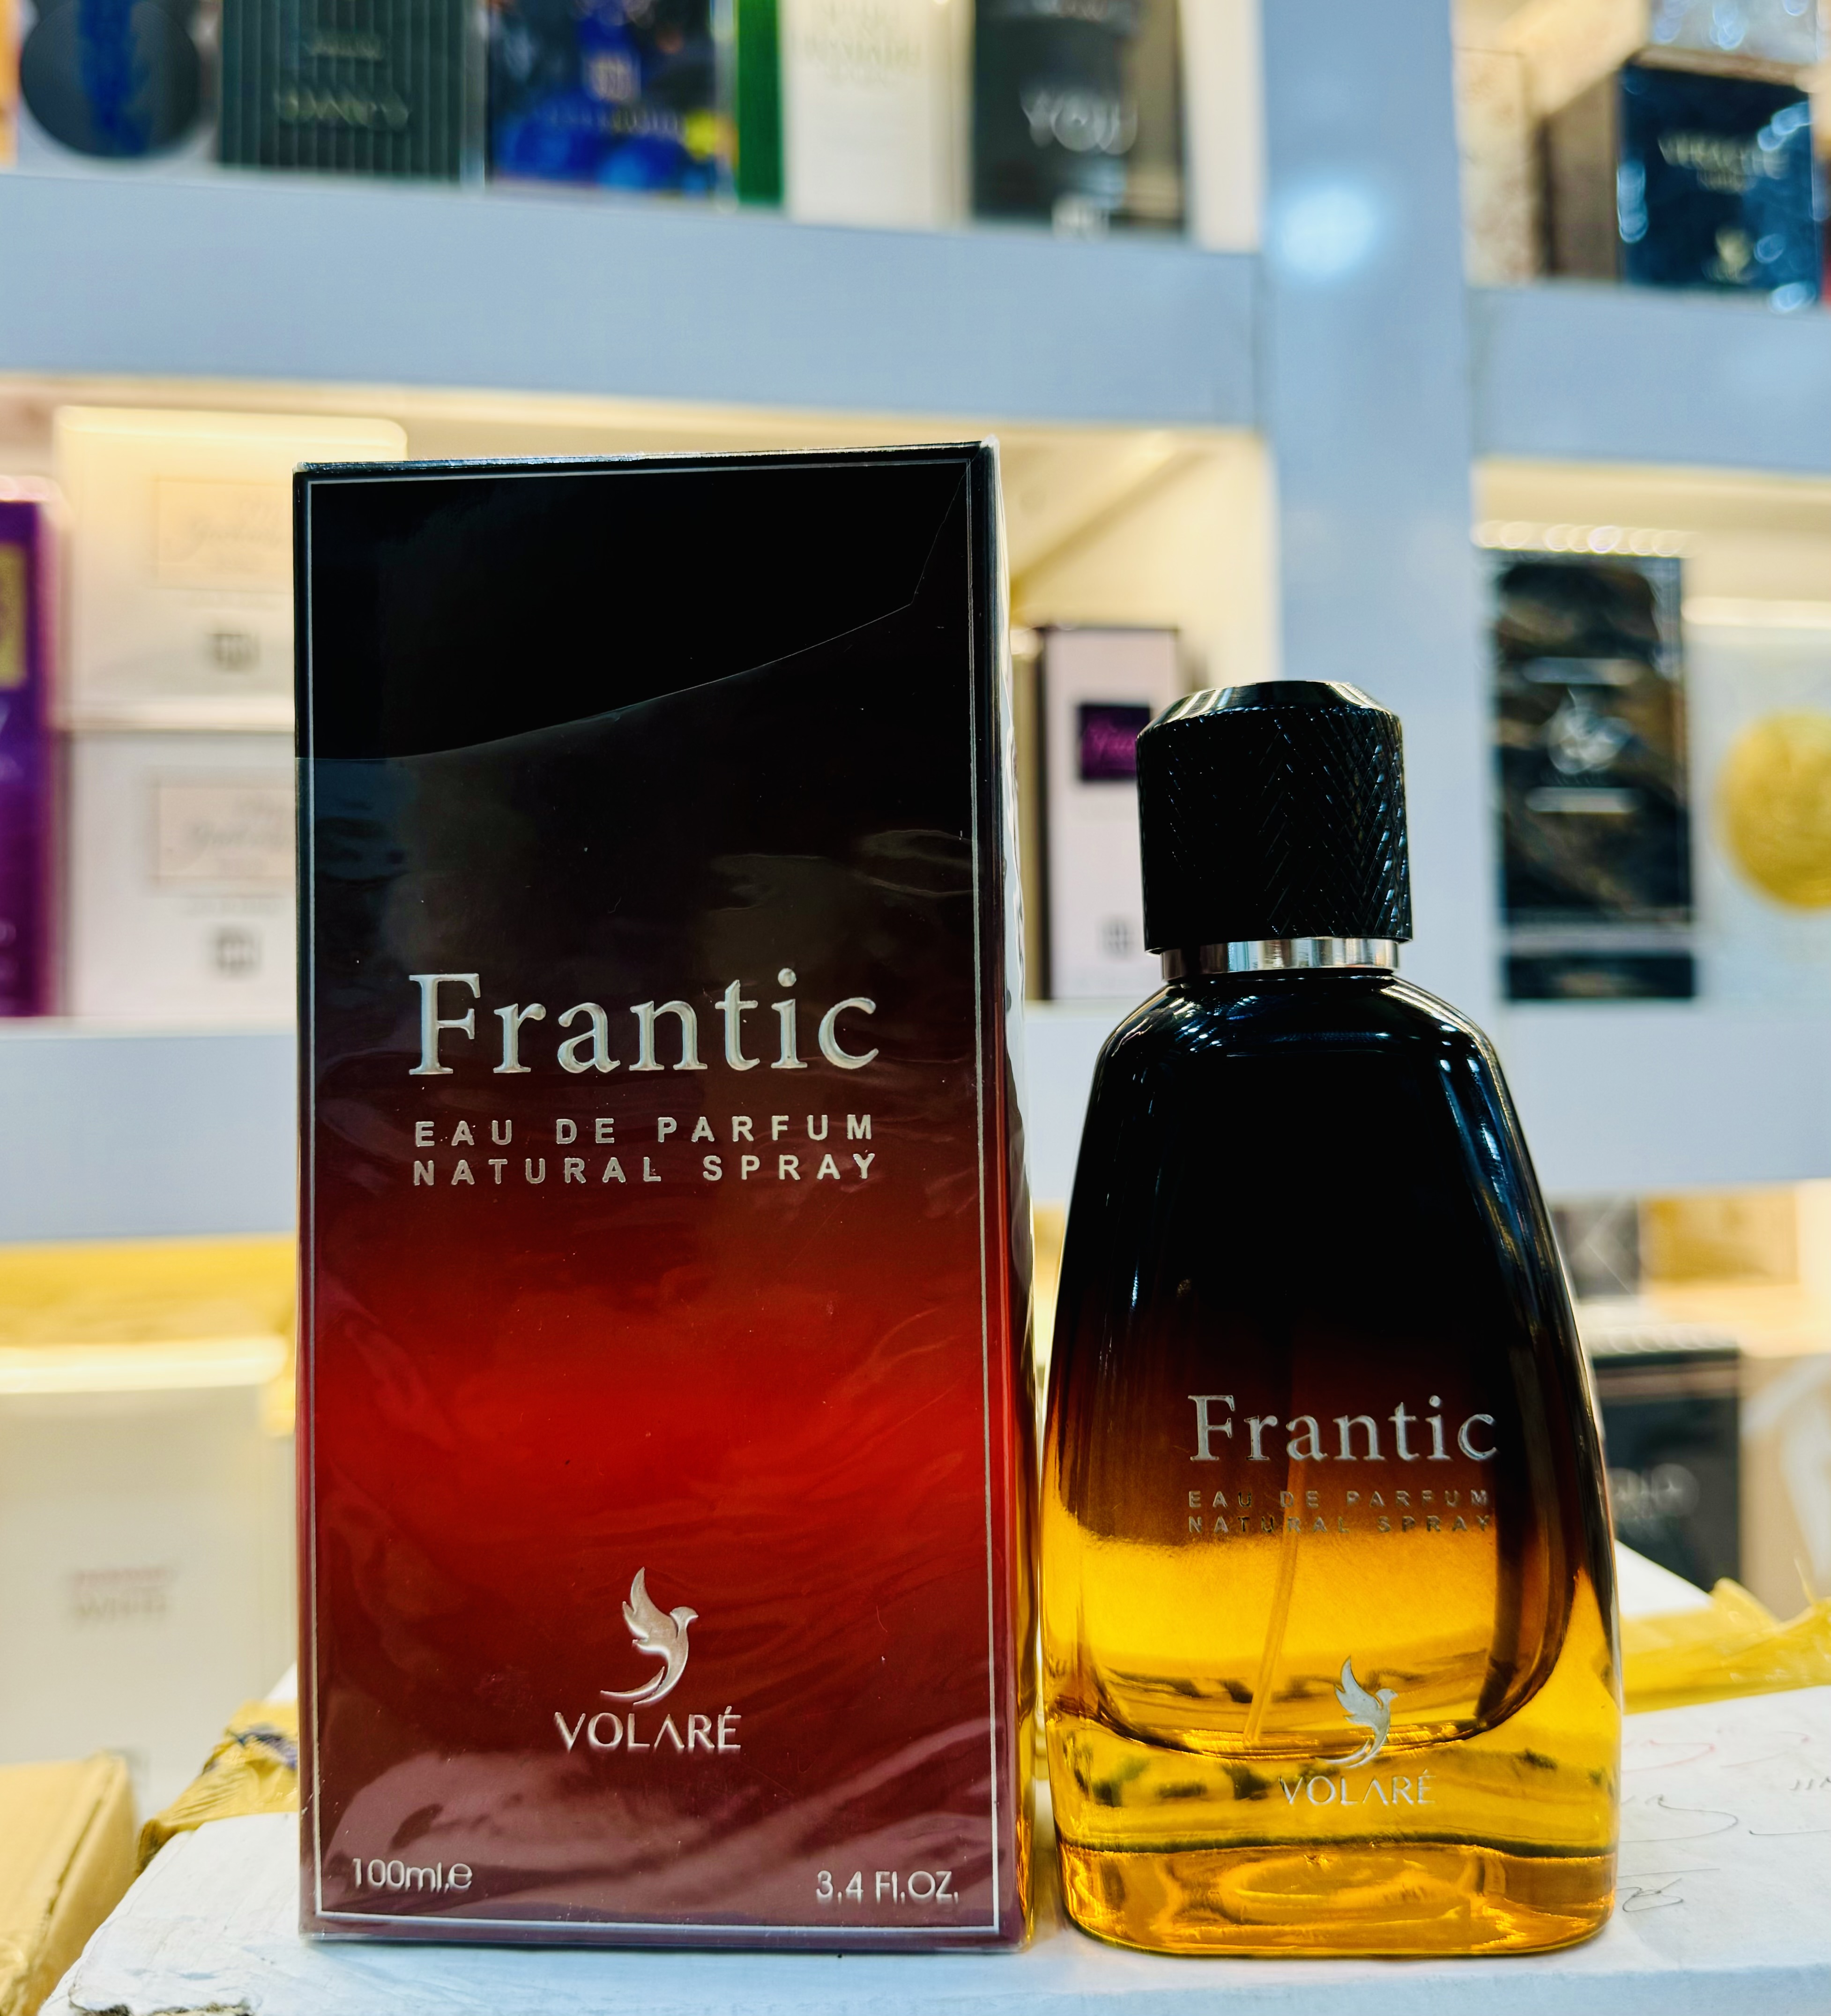 YOU
Frantic
EAU DE PARFUM
NATURAL SPRAY
VOLARÉ
100ml.e
3.4 Fl.OZ.
Frantic
EAU DE PARFUM
NATURAL SPRAY
VOLARÉ